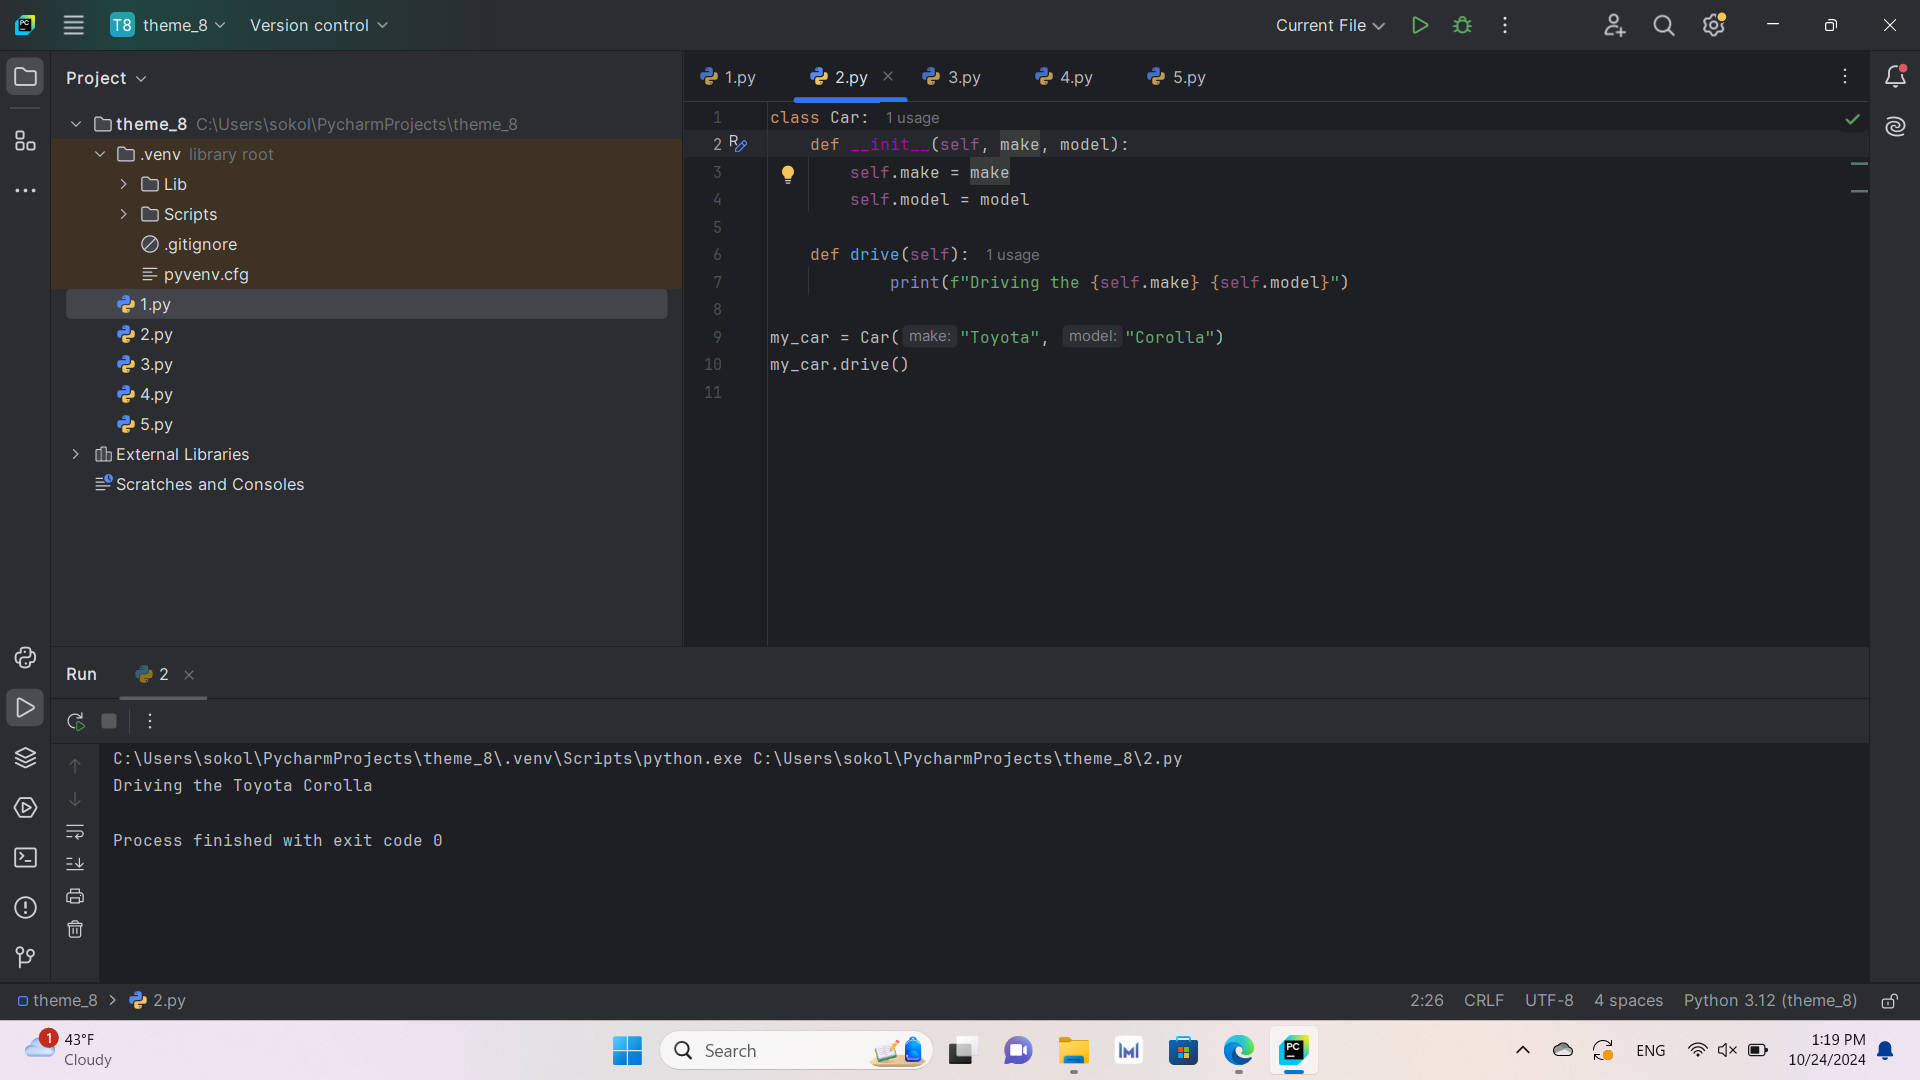 PC
T8 theme_8
Version control
Current File
Project
theme_8 C:\Users\sokol\PycharmProjects\theme_8
.venv library root
Lib
Scripts
.gitignore
pyvenv.cfg
1.py
2.py
3.py
4.py
5.py
External Libraries
Scratches and Consoles
1.py 2.py 3.py 4.py 5.py
1 class Car: 1 usage
2 def __init__(self, make, model):
3 self.make = make
4 self.model = model
5
6 def drive(self): 1 usage
7 print(f"Driving the {self.make} {self.model}")
8
9 my_car = Car( make: "Toyota", model: "Corolla")
10 my_car.drive()
11
Run 2
C:\Users\sokol\PycharmProjects\theme_8\.venv\Scripts\python.exe C:\Users\sokol\PycharmProjects\theme_8\2.py
Driving the Toyota Corolla
Process finished with exit code 0
theme_8 2.py
2:26 CRLF UTF-8 4 spaces Python 3.12 (theme_8)
1
43°F
Cloudy
Search
PC
ENG
1:19 PM
10/24/2024